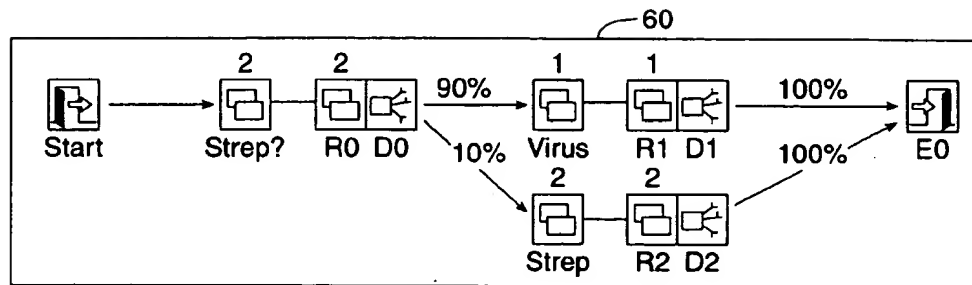 60
2 2 1 1
90% 100%
Start Strep? R0 D0 Virus R1 D1 E0
10% 100%
2 2
Strep R2 D2